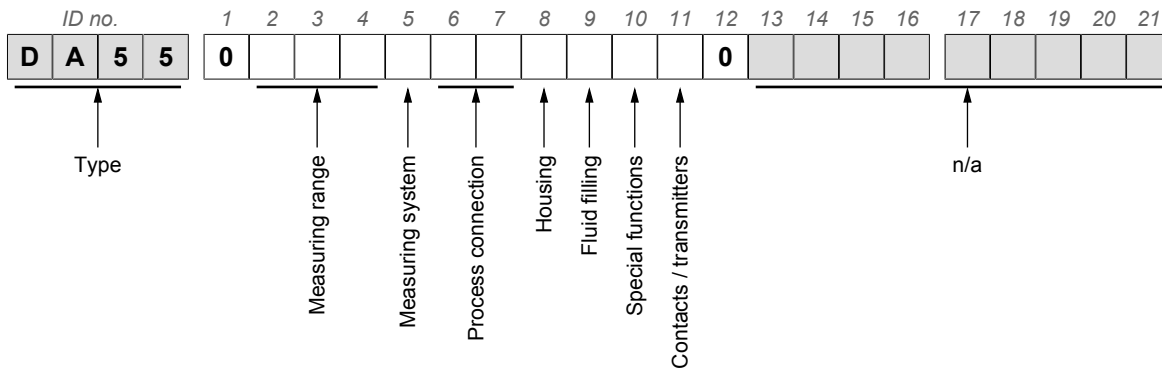 ID no. 1 2 3 4 5 6 7 8 9 10 11 12 13 14 15 16 17 18 19 20 21
D A 5 5 0 0
Type
Measuring range
Measuring system
Process connection
Housing
Fluid filling
Special functions
Contacts / transmitters
n/a